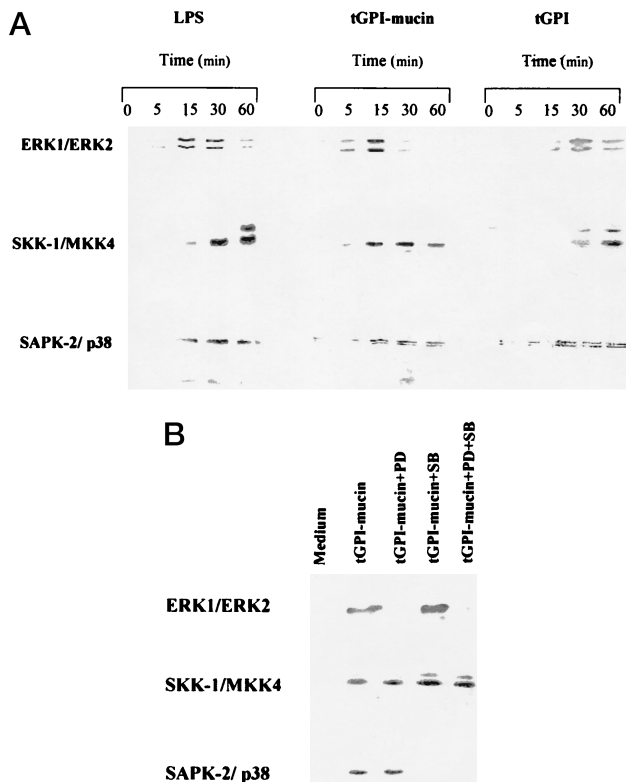 A
LPS tGPI-mucin tGPI
Time (min) Time (min) Time (min)
0 5 15 30 60 0 5 15 30 60 0 5 15 30 60
ERK1/ERK2
SKK-1/MKK4
SAPK-2/ p38
B
Medium
tGPI-mucin
tGPI-mucin+PD
tGPI-mucin+SB
tGPI-mucin+PD+SB
ERK1/ERK2
SKK-1/MKK4
SAPK-2/ p38